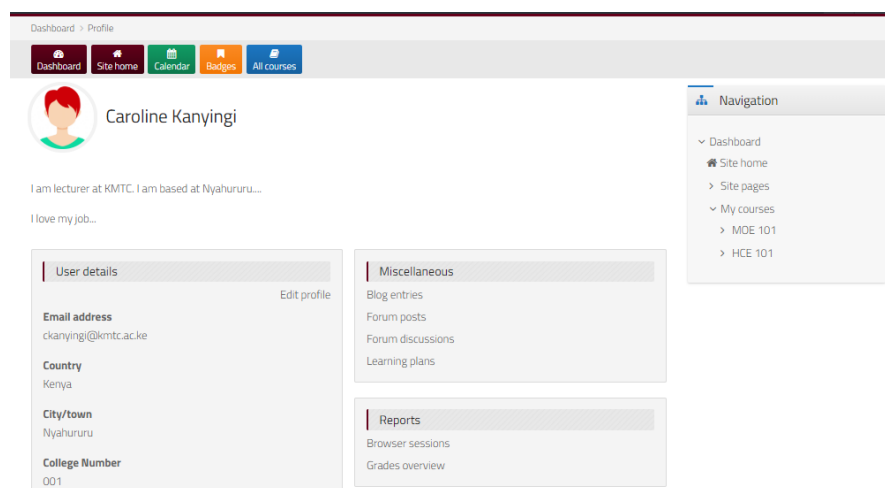 Dashboard > Profile
Dashboard
Site home
Calendar
Badges
All courses
Caroline Kanyingi
I am lecturer at KMTC. I am based at Nyahururu....
I love my job...
User details
Edit profile
Email address
ckanyingi@kmtc.ac.ke
Country
Kenya
City/town
Nyahururu
College Number
001
Miscellaneous
Blog entries
Forum posts
Forum discussions
Learning plans
Reports
Browser sessions
Grades overview
Navigation
Dashboard
Site home
Site pages
My courses
MOE 101
HCE 101